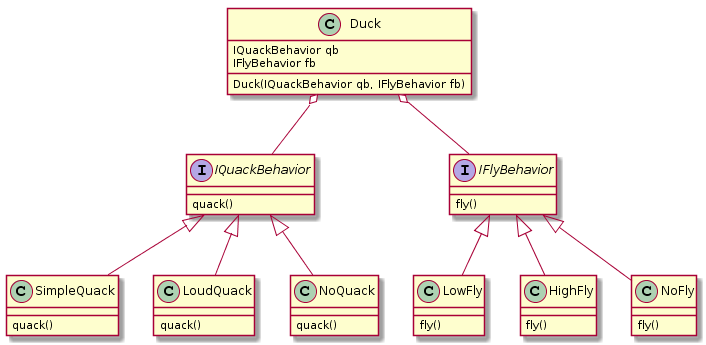 C Duck
IQuackBehavior qb
IFlyBehavior fb
Duck(IQuackBehavior qb, IFlyBehavior fb)
I IQuackBehavior
quack()
I IFlyBehavior
fly()
C SimpleQuack
quack()
C LoudQuack
quack()
C NoQuack
quack()
C LowFly
fly()
C HighFly
fly()
C NoFly
fly()